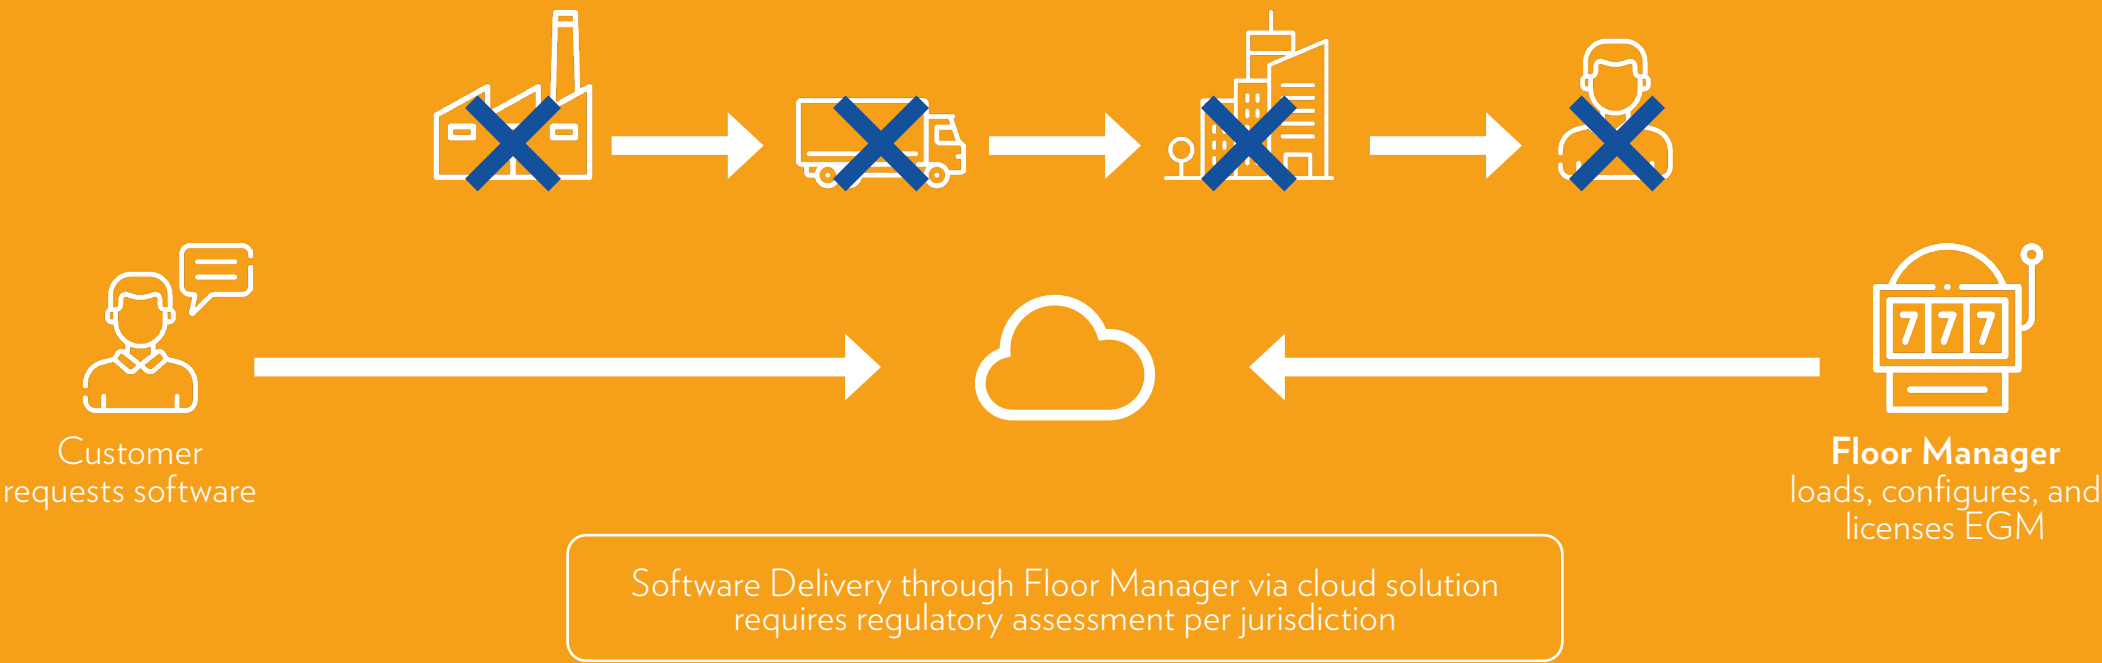 777
Customer
requests software
Floor Manager
loads, configures, and
licenses EGM
Software Delivery through Floor Manager via cloud solution
requires regulatory assessment per jurisdiction